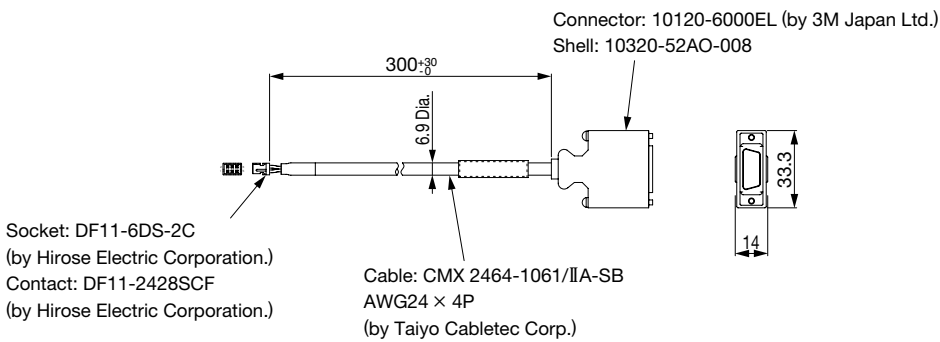 Connector: 10120-6000EL (by 3M Japan Ltd.)
Shell: 10320-52AO-008
300+30
-0
6.9 Dia.
33.3
14
Socket: DF11-6DS-2C
(by Hirose Electric Corporation.)
Contact: DF11-2428SCF
(by Hirose Electric Corporation.)
Cable: CMX 2464-1061/ⅡA-SB
AWG24 × 4P
(by Taiyo Cabletec Corp.)